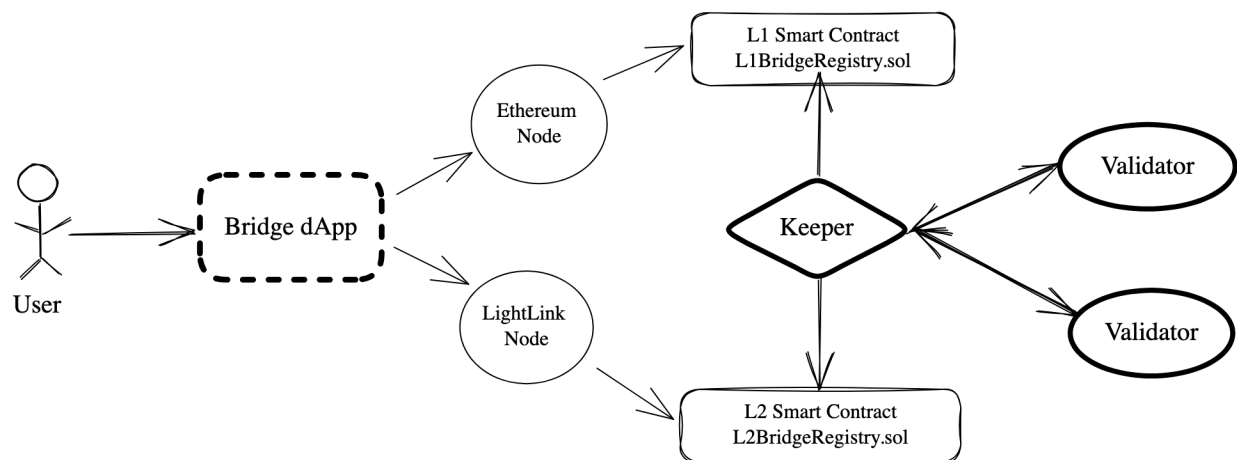 L1 Smart Contract
L1BridgeRegistry.sol
Ethereum
Node
Validator
Bridge dApp
Keeper
User
LightLink
Node
Validator
L2 Smart Contract
L2BridgeRegistry.sol